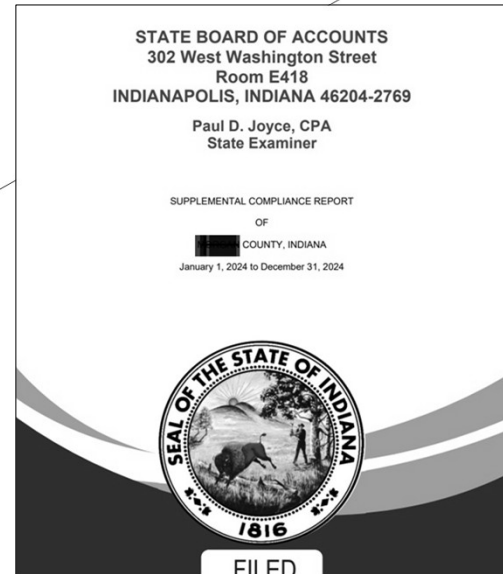 STATE BOARD OF ACCOUNTS
302 West Washington Street
Room E418
INDIANAPOLIS, INDIANA 46204-2769
Paul D. Joyce, CPA
State Examiner
SUPPLEMENTAL COMPLIANCE REPORT
OF
COUNTY, INDIANA
January 1, 2024 to December 31, 2024
SEAL OF THE STATE OF INDIANA
1816
FILED